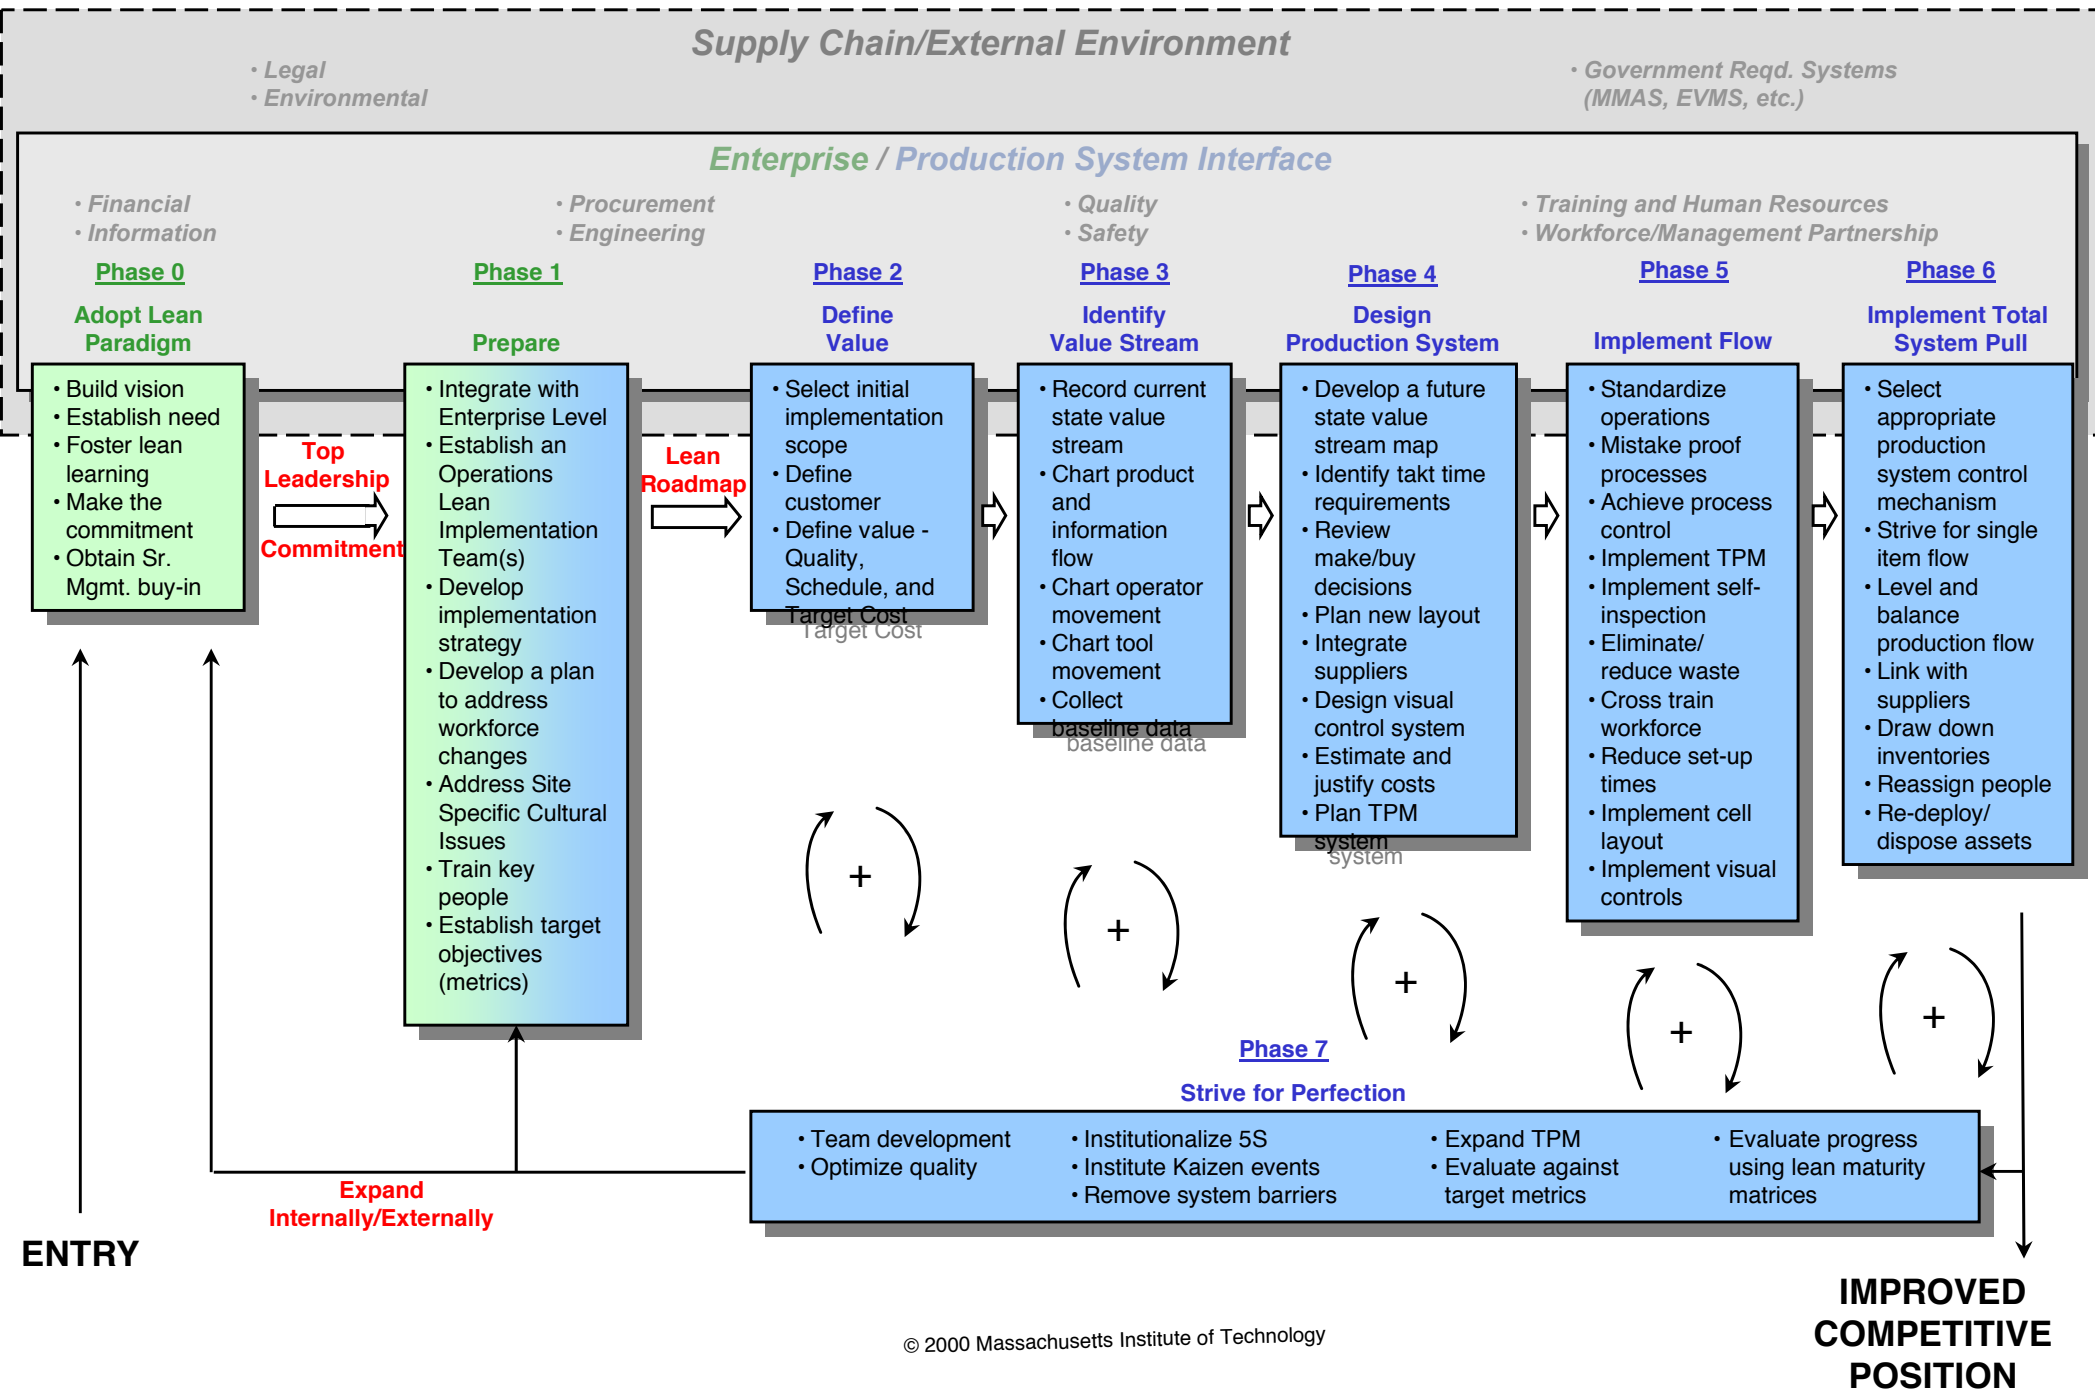 Supply Chain/External Environment
• Legal
• Environmental
• Government Reqd. Systems
(MMAS, EVMS, etc.)
Enterprise / Production System Interface
• Financial
• Information
• Procurement
• Engineering
• Quality
• Safety
• Training and Human Resources
• Workforce/Management Partnership
Phase 0
Adopt Lean
Paradigm
• Build vision
• Establish need
• Foster lean
learning
• Make the
commitment
• Obtain Sr.
Mgmt. buy-in
Top
Leadership
Commitment
Phase 1
Prepare
• Integrate with
Enterprise Level
• Establish an
Operations
Lean
Implementation
Team(s)
• Develop
implementation
strategy
• Develop a plan
to address
workforce
changes
• Address Site
Specific Cultural
Issues
• Train key
people
• Establish target
objectives
(metrics)
Lean
Roadmap
Phase 2
Define
Value
• Select initial
implementation
scope
• Define
customer
• Define value -
Quality,
Schedule, and
Target Cost
Phase 3
Identify
Value Stream
• Record current
state value
stream
• Chart product
and
information
flow
• Chart operator
movement
• Chart tool
movement
• Collect
baseline data
Phase 4
Design
Production System
• Develop a future
state value
stream map
• Identify takt time
requirements
• Review
make/buy
decisions
• Plan new layout
• Integrate
suppliers
• Design visual
control system
• Estimate and
justify costs
• Plan TPM
system
Phase 5
Implement Flow
• Standardize
operations
• Mistake proof
processes
• Achieve process
control
• Implement TPM
• Implement self-
inspection
• Eliminate/
reduce waste
• Cross train
workforce
• Reduce set-up
times
• Implement cell
layout
• Implement visual
controls
Phase 6
Implement Total
System Pull
• Select
appropriate
production
system control
mechanism
• Strive for single
item flow
• Level and
balance
production flow
• Link with
suppliers
• Draw down
inventories
• Reassign people
• Re-deploy/
dispose assets
+
+
+
+
+
Phase 7
Strive for Perfection
• Team development
• Optimize quality
• Institutionalize 5S
• Institute Kaizen events
• Remove system barriers
• Expand TPM
• Evaluate against
target metrics
• Evaluate progress
using lean maturity
matrices
Expand
Internally/Externally
ENTRY
IMPROVED
COMPETITIVE
POSITION
© 2000 Massachusetts Institute of Technology